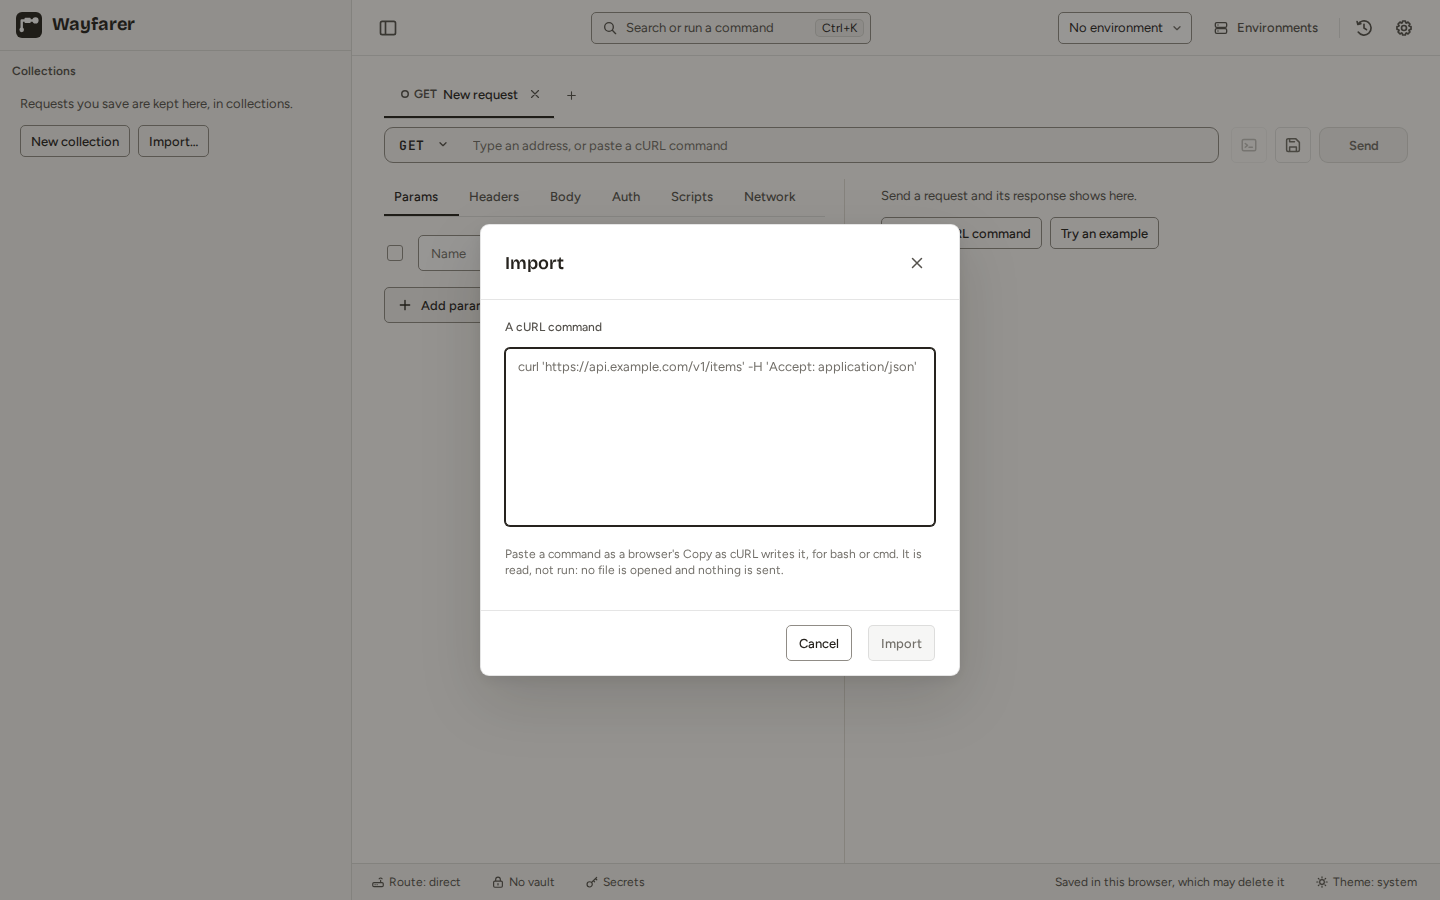 Wayfarer
Search or run a command
Ctrl+K
No environment
Environments
Collections
Requests you save are kept here, in collections.
New collection
Import...
GET New request
GET
Type an address, or paste a cURL command
Send
Params
Headers
Body
Auth
Scripts
Network
Send a request and its response shows here.
RL command
Try an example
Name
Add para
Import
A cURL command
curl 'https://api.example.com/v1/items' -H 'Accept: application/json'
Paste a command as a browser's Copy as cURL writes it, for bash or cmd. It is
read, not run: no file is opened and nothing is sent.
Cancel
Import
Route: direct
No vault
Secrets
Saved in this browser, which may delete it
Theme: system